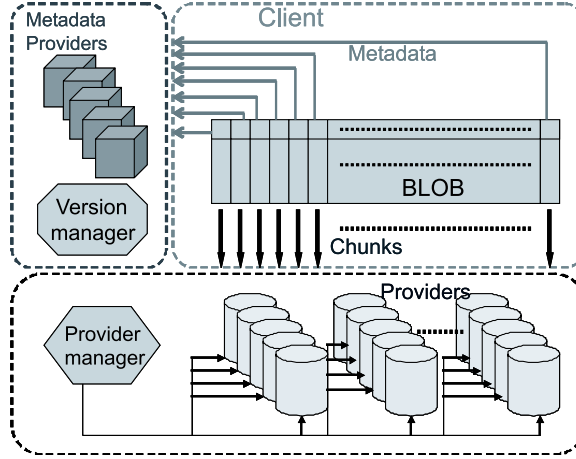 Metadata
Providers
Client
Metadata
BLOB
Version
manager
Chunks
Providers
Provider
manager